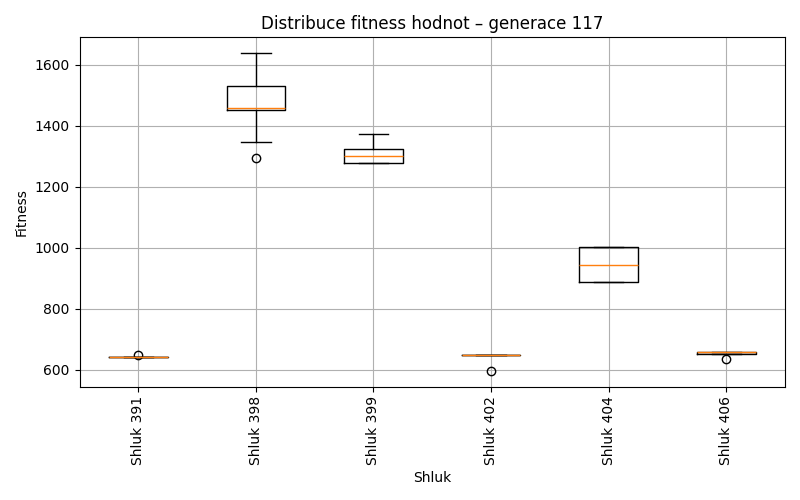 Distribuce fitness hodnot – generace 117
1600
1400
1200
1000
800
600
Fitness
Shluk 391
Shluk 398
Shluk 399
Shluk 402
Shluk 404
Shluk 406
Shluk